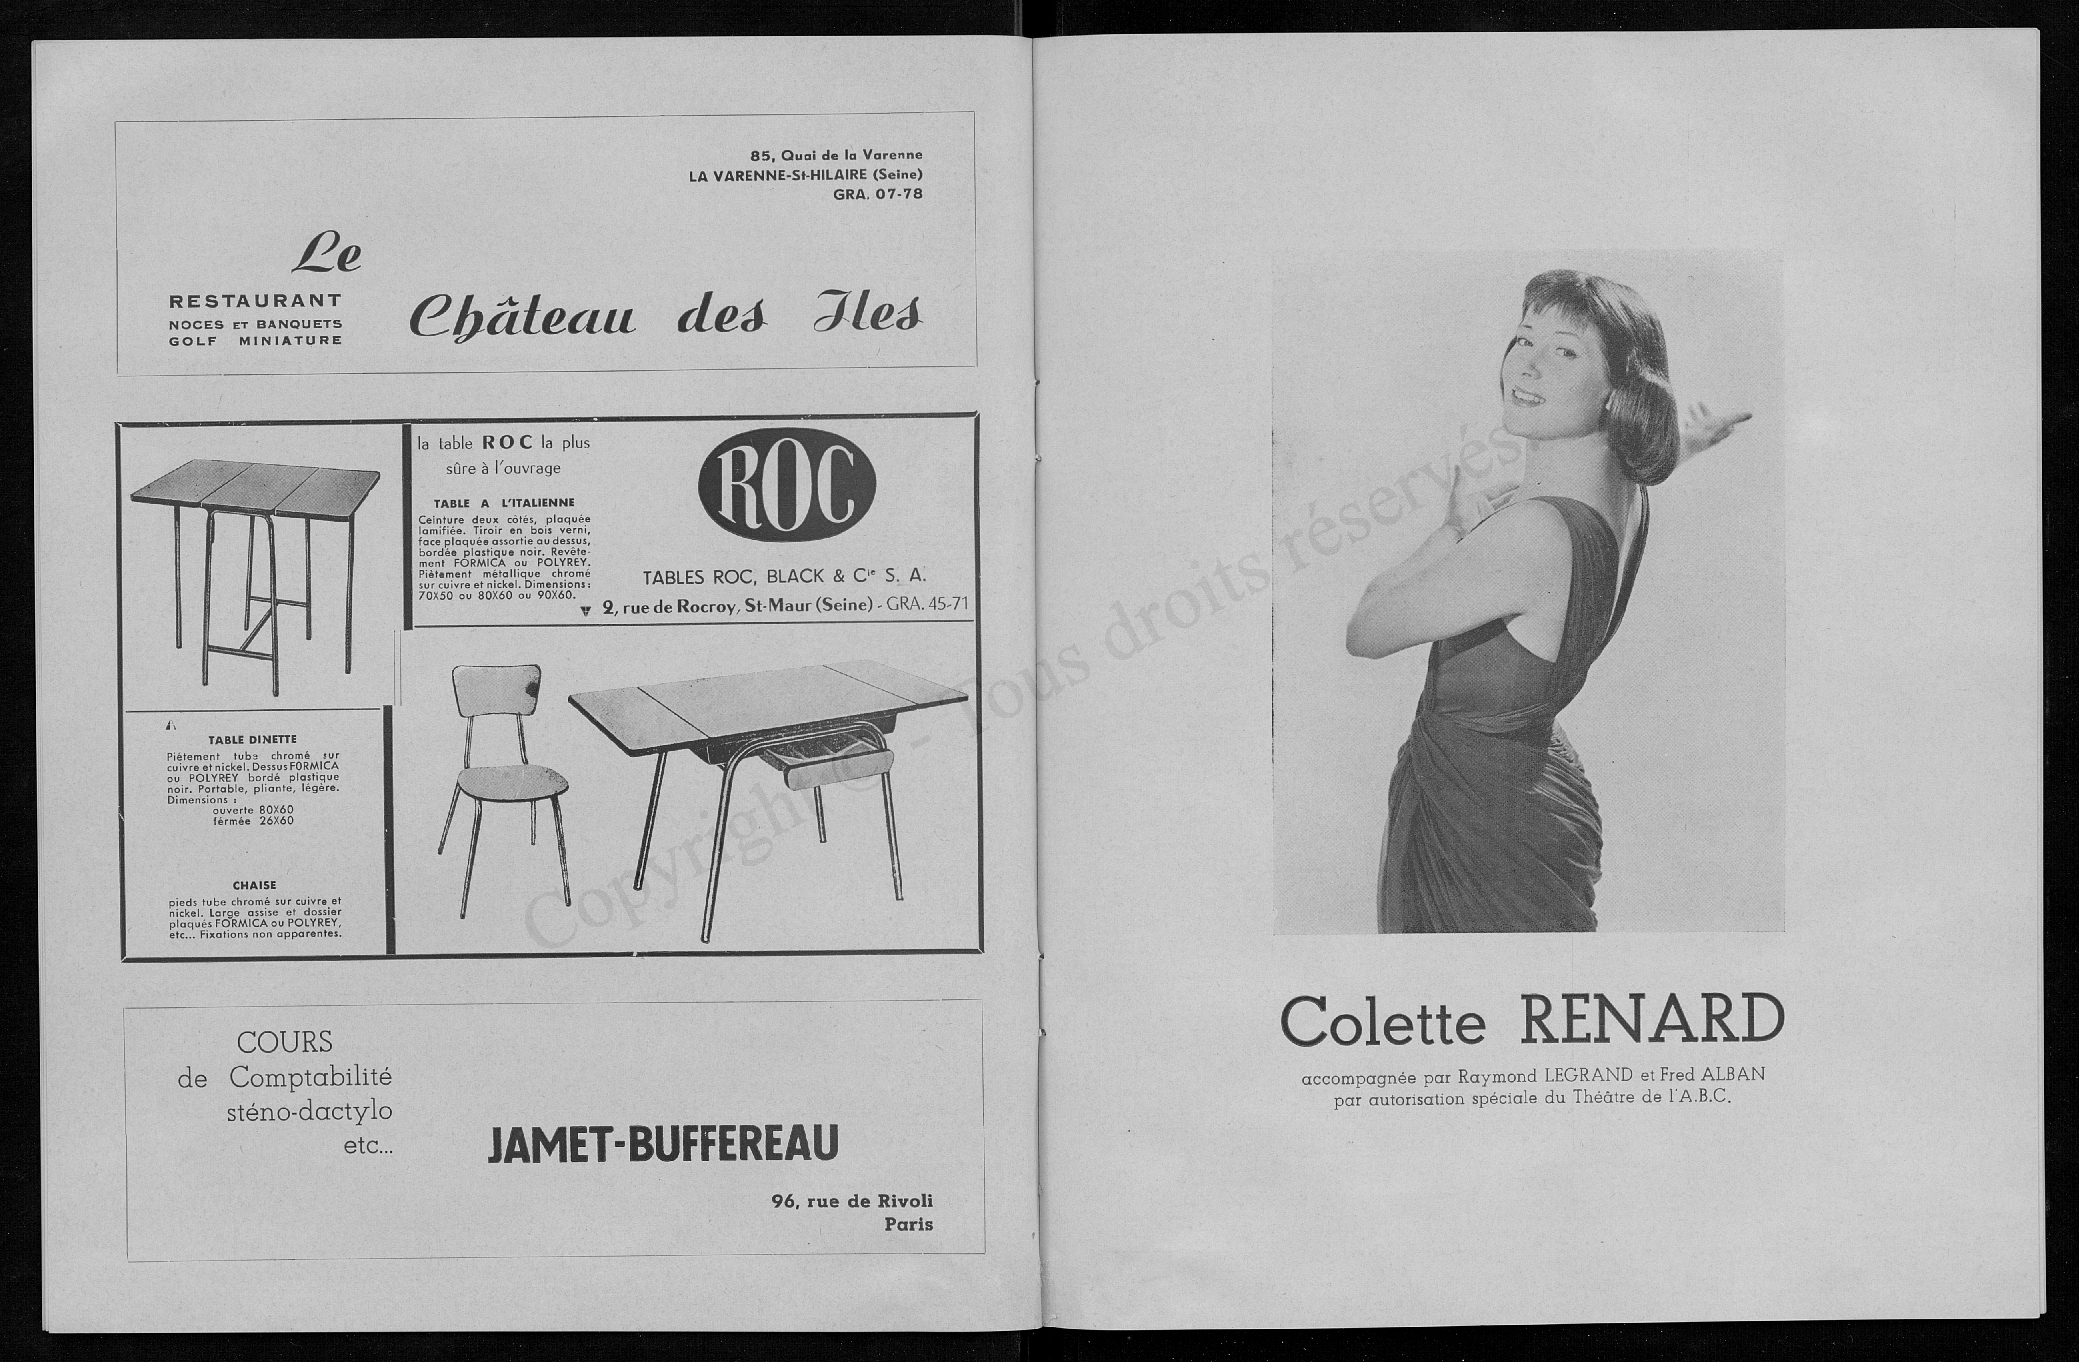 85, Quai de la Varenne
LA VARENNE-St-HILAIRE (Seine)
GRA. 07-78
Le
Château des Iles
RESTAURANT
NOCES ET BANQUETS
GOLF MINIATURE
la table ROC la plus
sûre à l'ouvrage
TABLE A L'ITALIENNE
Ceinture deux côtés, plaquée
lamifiée. Tiroir en bois verni,
face plaquée assortie au dessus,
bordée plastique noir. Revête-
ment FORMICA ou POLYREY.
Piètement métallique chromé
sur cuivre et nickel. Dimensions:
70X50 ou 80X60 ou 90X60.
ROC
TABLES ROC, BLACK & Cie S. A.
2, rue de Rocroy, St-Maur (Seine) - GRA. 45-71
TABLE DINETTE
Piètement tube chromé sur
cuivre et nickel. Dessus FORMICA
ou POLYREY bordé plastique
noir. Portable, pliante, légère.
Dimensions :
ouverte 80X60
férmée 26X60
CHAISE
pieds tube chromé sur cuivre et
nickel. Large assise et dossier
plaqués FORMICA ou POLYREY,
etc... Fixations non apparentes.
COURS
de Comptabilité
sténo-dactylo
etc...
JAMET-BUFFEREAU
96, rue de Rivoli
Paris
Colette RENARD
accompagnée par Raymond LEGRAND et Fred ALBAN
par autorisation spéciale du Théâtre de l'A.B.C.
Copyright © - Tous droits réservés.